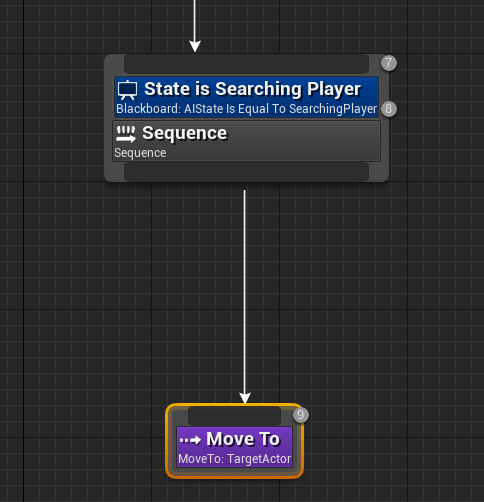 7
State is Searching Player
Blackboard: AIState Is Equal To SearchingPlayer
8
Sequence
Sequence
9
Move To
MoveTo: TargetActor